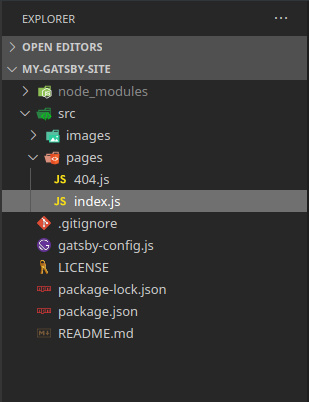 EXPLORER ...
OPEN EDITORS
MY-GATSBY-SITE
node_modules
src
images
pages
JS 404.js
JS index.js
.gitignore
gatsby-config.js
LICENSE
package-lock.json
package.json
README.md